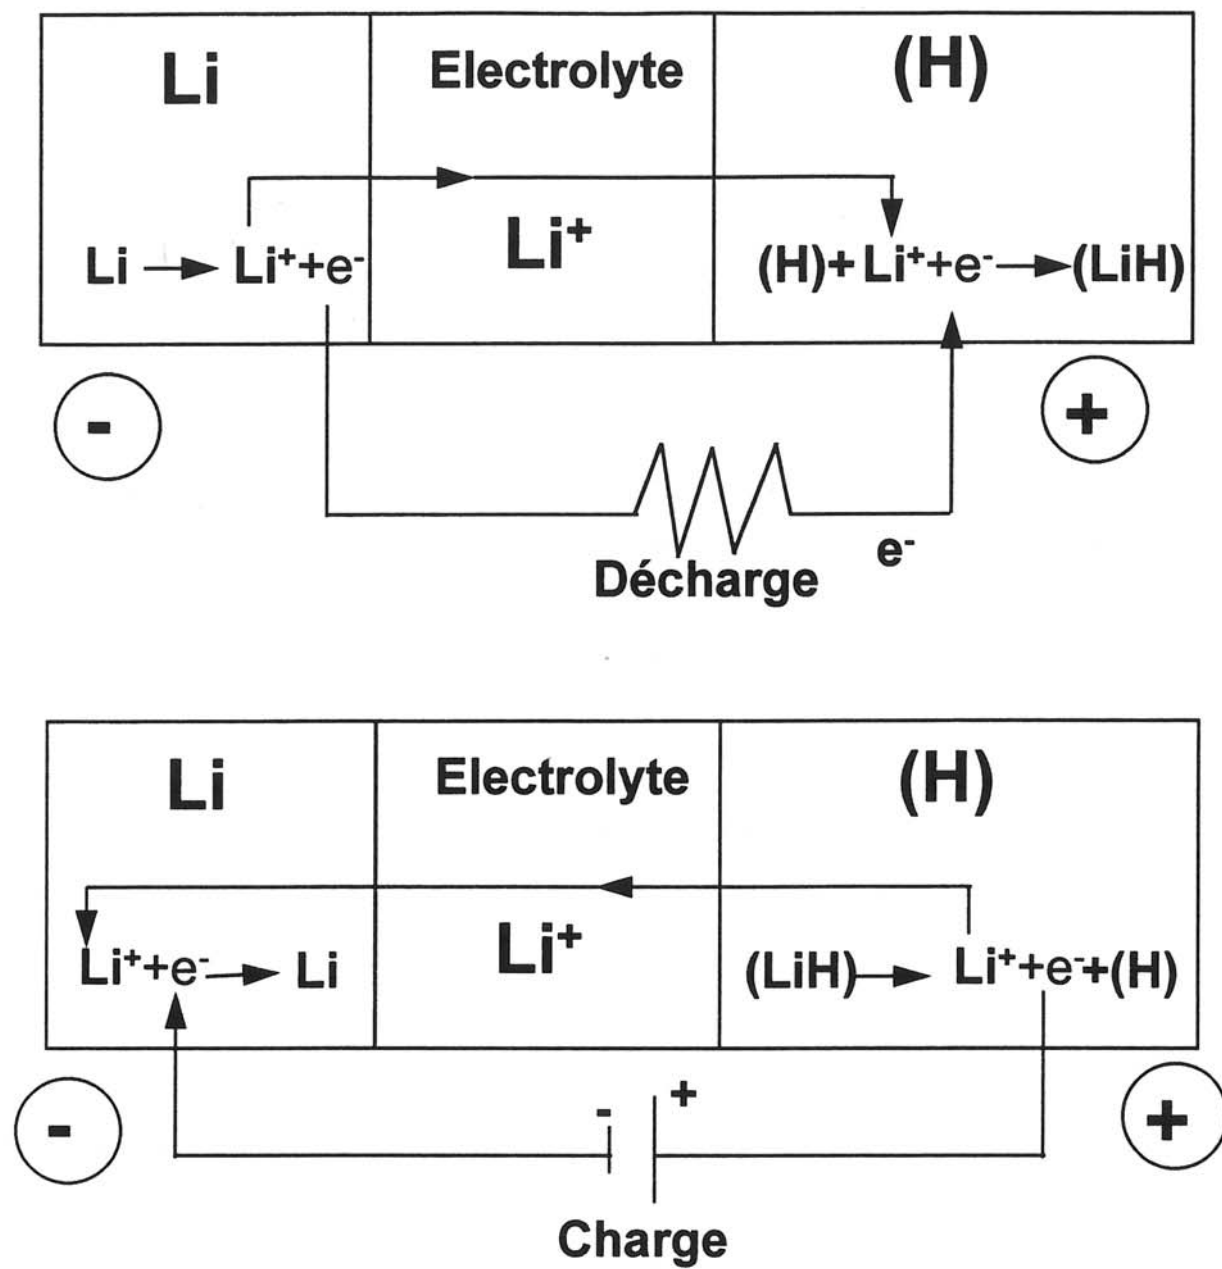 Li Electrolyte (H)
Li⁺
Li → Li⁺+e⁻ (H)+ Li⁺+e⁻ → (LiH)
- +
e⁻
Décharge
Li Electrolyte (H)
Li⁺
Li⁺+e⁻ → Li (LiH) → Li⁺+e⁻+(H)
- - + +
Charge